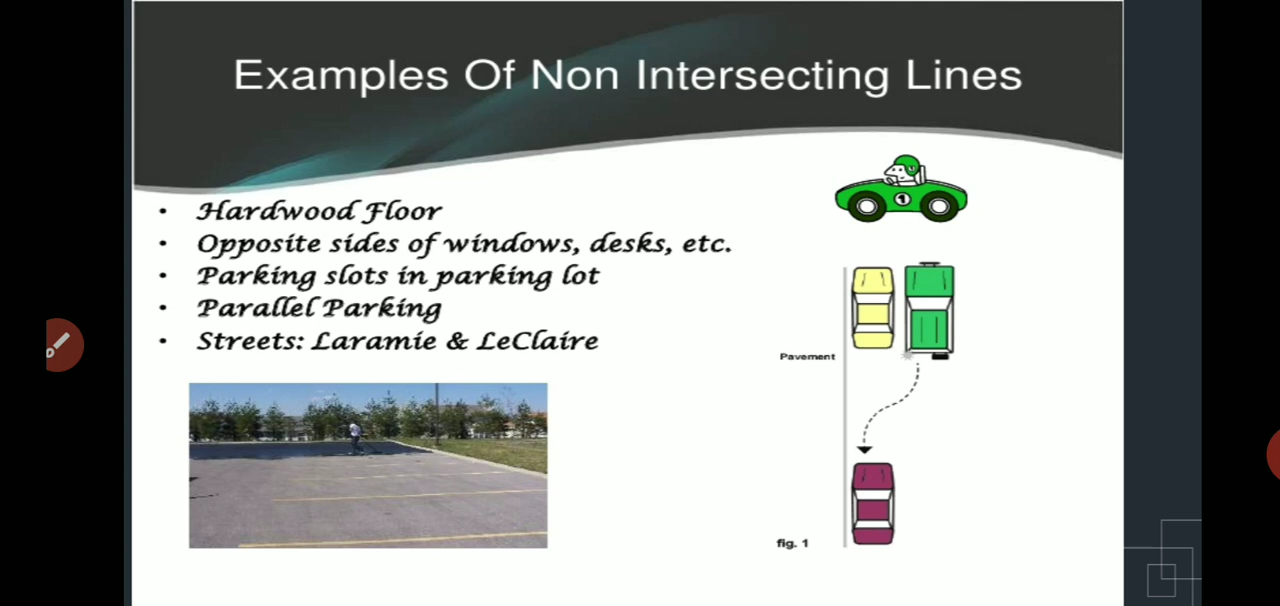 Examples Of Non Intersecting Lines
• Hardwood Floor
• Opposite sides of windows, desks, etc.
• Parking slots in parking lot
• Parallel Parking
• Streets: Laramie & LeClaire
1
Pavement
fig. 1